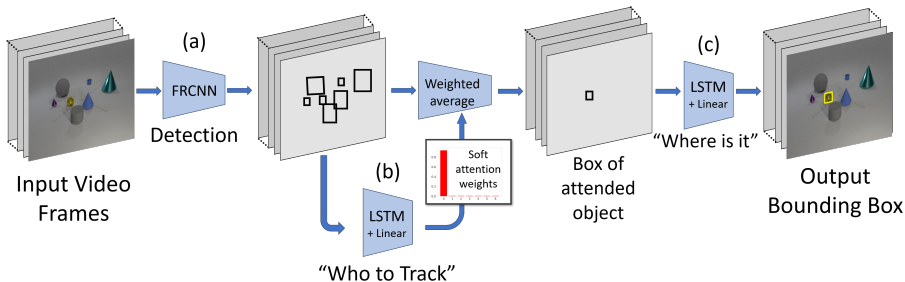 (a)
FRCNN
Detection
Input Video
Frames
Weighted
average
Soft
attention
weights
(b)
LSTM
+ Linear
“Who to Track”
Box of
attended
object
(c)
LSTM
+ Linear
“Where is it”
Output
Bounding Box